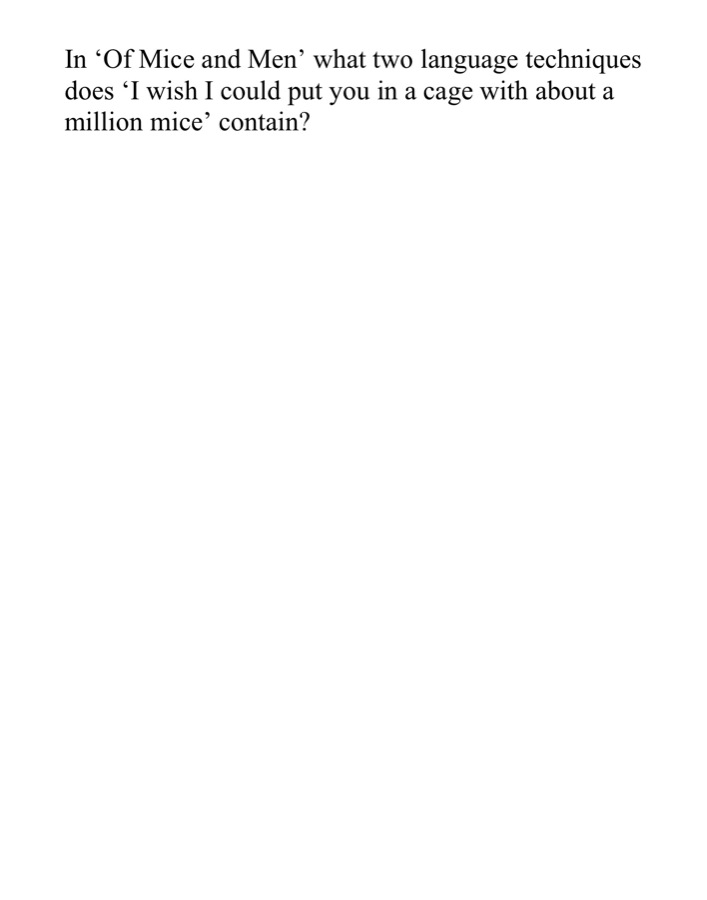 In ‘Of Mice and Men’ what two language techniques
does ‘I wish I could put you in a cage with about a
million mice’ contain?